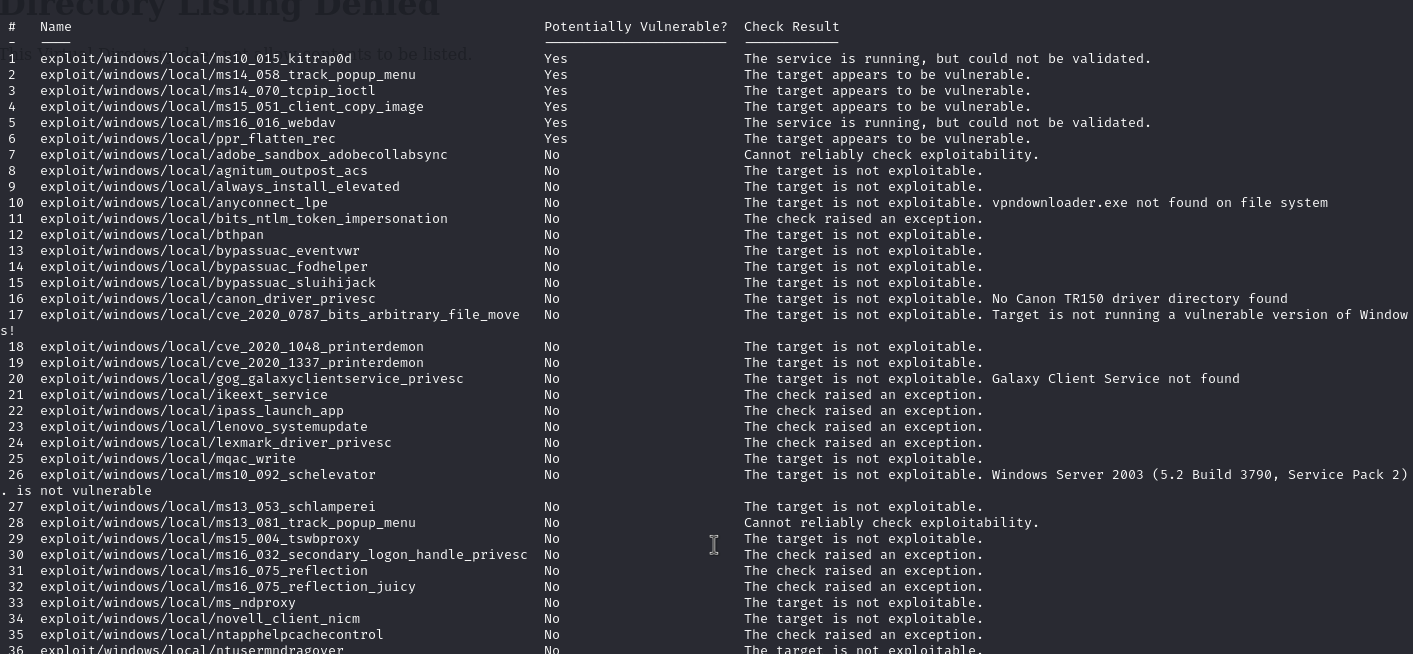 Directory Listing Denied
This Virtual Directory does not allow contents to be listed.
# Name Potentially Vulnerable? Check Result
1 exploit/windows/local/ms10_015_kitrap0d Yes The service is running, but could not be validated.
2 exploit/windows/local/ms14_058_track_popup_menu Yes The target appears to be vulnerable.
3 exploit/windows/local/ms14_070_tcpip_ioctl Yes The target appears to be vulnerable.
4 exploit/windows/local/ms15_051_client_copy_image Yes The target appears to be vulnerable.
5 exploit/windows/local/ms16_016_webdav Yes The service is running, but could not be validated.
6 exploit/windows/local/ppr_flatten_rec Yes The target appears to be vulnerable.
7 exploit/windows/local/adobe_sandbox_adobecollabsync No Cannot reliably check exploitability.
8 exploit/windows/local/agnitum_outpost_acs No The target is not exploitable.
9 exploit/windows/local/always_install_elevated No The target is not exploitable.
10 exploit/windows/local/anyconnect_lpe No The target is not exploitable. vpndownloader.exe not found on file system
11 exploit/windows/local/bits_ntlm_token_impersonation No The check raised an exception.
12 exploit/windows/local/bthpan No The target is not exploitable.
13 exploit/windows/local/bypassuac_eventvwr No The target is not exploitable.
14 exploit/windows/local/bypassuac_fodhelper No The target is not exploitable.
15 exploit/windows/local/bypassuac_sluihijack No The target is not exploitable.
16 exploit/windows/local/canon_driver_privesc No The target is not exploitable. No Canon TR150 driver directory found
17 exploit/windows/local/cve_2020_0787_bits_arbitrary_file_move No The target is not exploitable. Target is not running a vulnerable version of Window
s!
18 exploit/windows/local/cve_2020_1048_printerdemon No The target is not exploitable.
19 exploit/windows/local/cve_2020_1337_printerdemon No The target is not exploitable.
20 exploit/windows/local/gog_galaxyclientservice_privesc No The target is not exploitable. Galaxy Client Service not found
21 exploit/windows/local/ikeext_service No The check raised an exception.
22 exploit/windows/local/ipass_launch_app No The check raised an exception.
23 exploit/windows/local/lenovo_systemupdate No The check raised an exception.
24 exploit/windows/local/lexmark_driver_privesc No The check raised an exception.
25 exploit/windows/local/mqac_write No The target is not exploitable.
26 exploit/windows/local/ms10_092_schelevator No The target is not exploitable. Windows Server 2003 (5.2 Build 3790, Service Pack 2)
. is not vulnerable
27 exploit/windows/local/ms13_053_schlamperei No The target is not exploitable.
28 exploit/windows/local/ms13_081_track_popup_menu No Cannot reliably check exploitability.
29 exploit/windows/local/ms15_004_tswbproxy No The target is not exploitable.
30 exploit/windows/local/ms16_032_secondary_logon_handle_privesc No The check raised an exception.
31 exploit/windows/local/ms16_075_reflection No The check raised an exception.
32 exploit/windows/local/ms16_075_reflection_juicy No The check raised an exception.
33 exploit/windows/local/ms_ndproxy No The target is not exploitable.
34 exploit/windows/local/novell_client_nicm No The target is not exploitable.
35 exploit/windows/local/ntapphelpcachecontrol No The check raised an exception.
36 exploit/windows/local/ntusermndragover No The target is not exploitable.